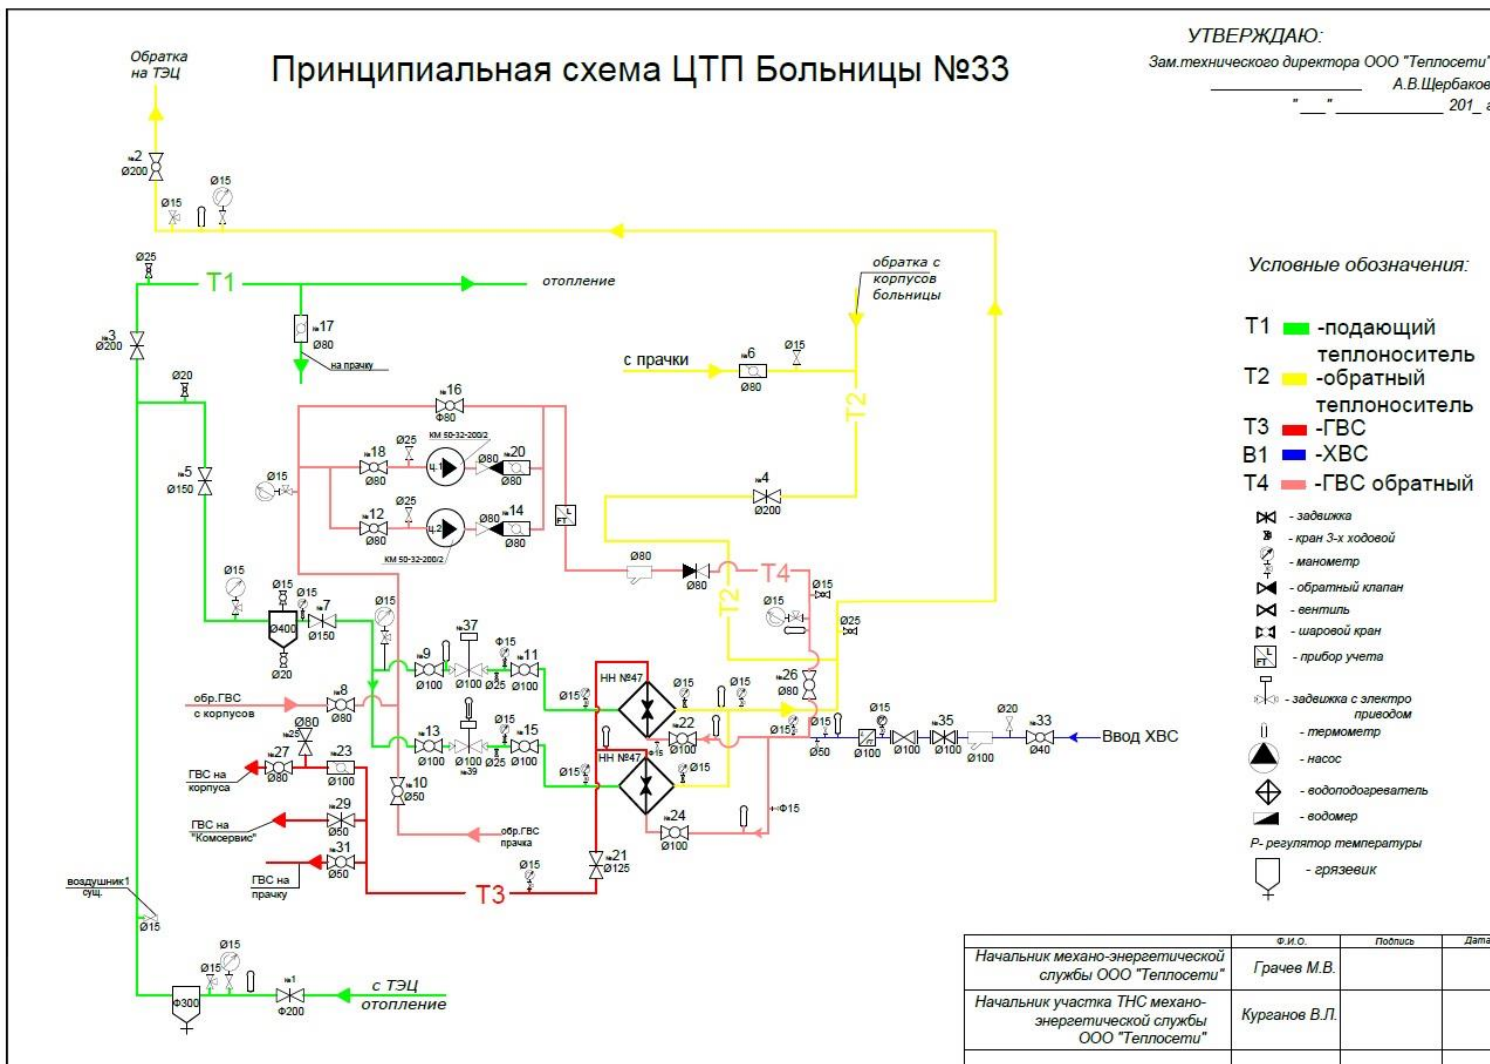 Принципиальная схема ЦТП Больницы №33
УТВЕРЖДАЮ:
Зам.технического директора ООО "Теплосети"
А.В.Щербаков
"___" __________ 201_ г
Обратка
на ТЭЦ
№2
Ø200
Ø15
Ø15
Ø25
Т1
отопление
№3
Ø200
№17
Ø80
на прачку
обратка с
корпусов
больницы
с прачки
№6
Ø80
Ø15
Т2
№4
Ø200
Ø20
№5
Ø150
№16
Ф80
КМ 50-32-200/2
№18
Ø80
Ø25
ц.1
Ø80
№20
Ø80
Ø15
№12
Ø80
Ø25
ц.2
Ø80
№14
Ø80
КМ 50-32-200/2
L
FT
Ø80
Ø80
Т4
Т2
Ø15
Ø15
Ø25
Ø15
Ø15
Ø400
Ø20
Ø15
№7
Ø150
Ø15
№9
Ø100
№37
Ø100
Ф15
Ø25
№11
Ø100
обр.ГВС
с корпусов
№8
Ø80
№13
Ø100
Ø100
№39
Ø15
Ø25
№15
Ø100
НН №47
Ø15
Ø15
Ø15
№22
Ø100
Ф15
НН №47
Ø15
Ø15
№24
Ø100
Ф15
№26
Ø80
Ø15
Ø15
Ø50
Ø15
Ø100
Ø100
№35
Ø100
Ø100
Ø20
№33
Ø40
Ввод ХВС
Ø80
№25
№27
Ø80
№23
Ø100
ГВС на
корпуса
№29
Ø50
ГВС на
"Комсервис"
№31
Ø50
ГВС на
прачку
№10
Ø50
обр.ГВС
прачка
№21
Ø125
Т3
Ø15
воздушник1
сущ.
Ø15
Ø15
Ø15
Ф300
№1
Ф200
с ТЭЦ
отопление
Условные обозначения:
Т1 -подающий
теплоноситель
Т2 -обратный
теплоноситель
Т3 -ГВС
В1 -ХВС
Т4 -ГВС обратный
- задвижка
- кран 3-х ходовой
- манометр
- обратный клапан
- вентиль
- шаровой кран
L
FT
- прибор учета
- задвижка с электро
приводом
- термометр
- насос
- водоподогреватель
- водомер
Р- регулятор температуры
- грязевик
Ф.И.О.
Подпись
Дата
Начальник механо-энергетической
службы ООО "Теплосети"
Грачев М.В.
Начальник участка ТНС механо-
энергетической службы
ООО "Теплосети"
Курганов В.Л.